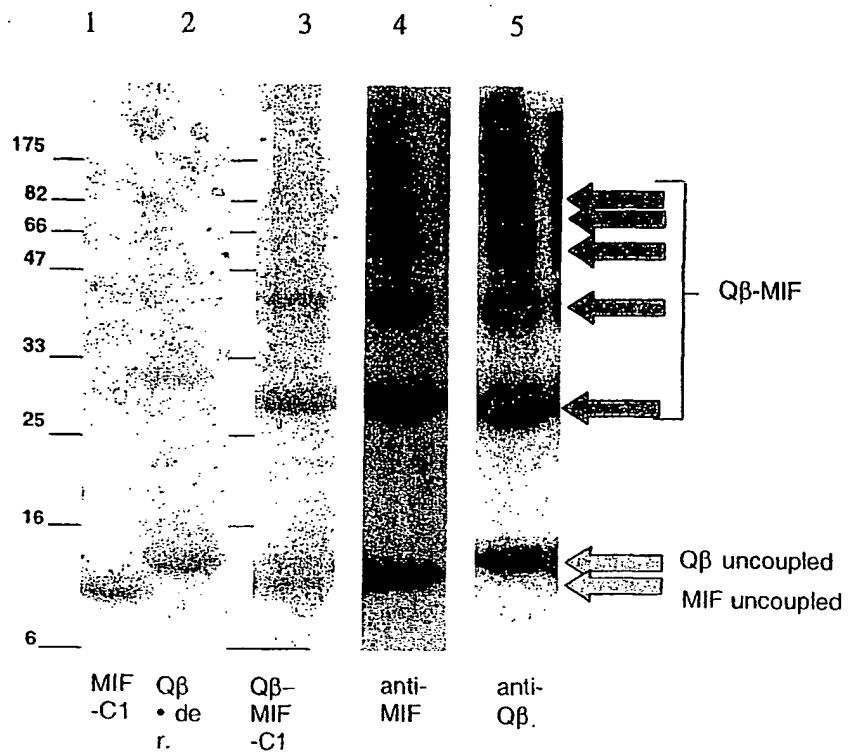 1 2 3 4 5
175
82
66
47
33
25
16
6
Qβ-MIF
Qβ uncoupled
MIF uncoupled
MIF
-C1
Qβ
• de
r.
Qβ–
MIF
-C1
anti-
MIF
anti-
Qβ.